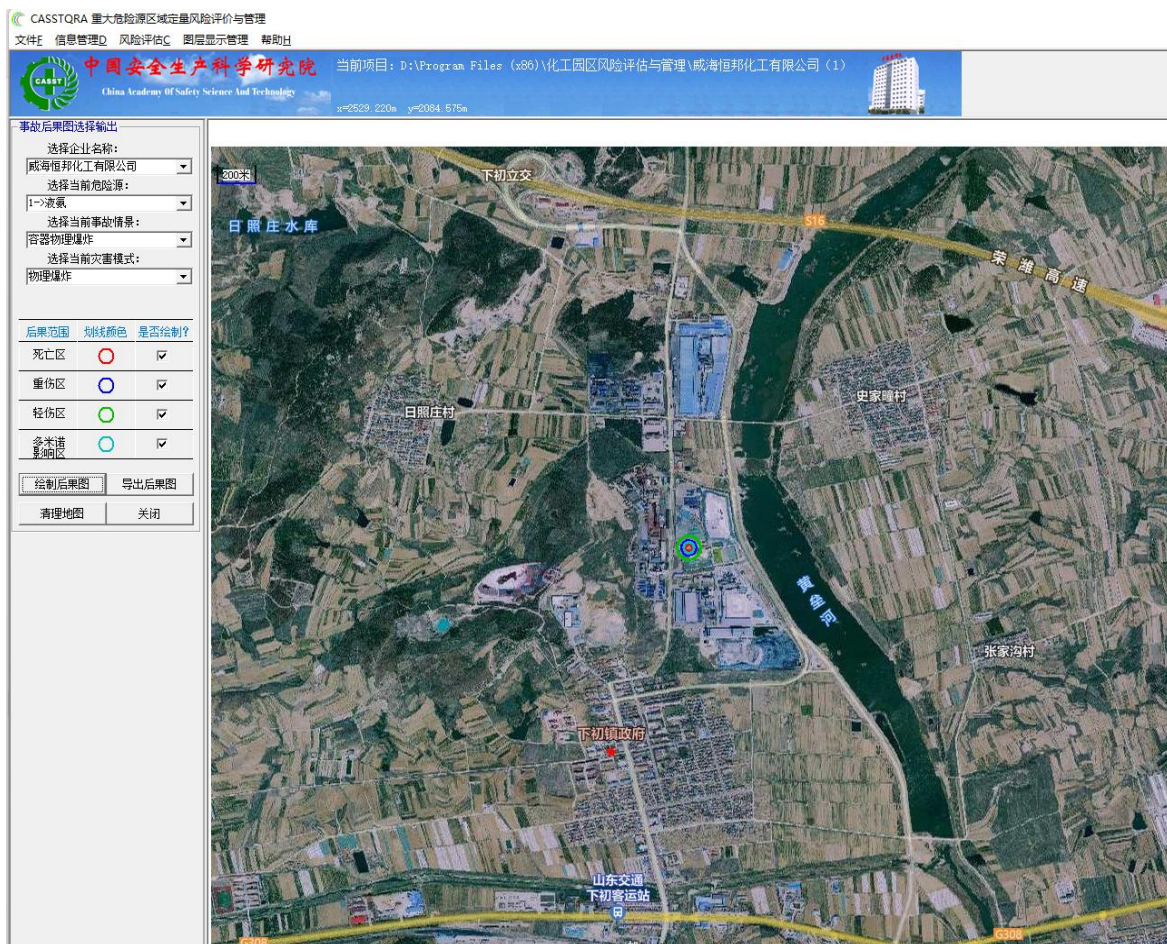 CASSTQRA 重大危险源区域定量风险评价与管理
文件F 信息管理D 风险评估C 图层显示管理 帮助H
CASST
中国安全生产科学研究院
China Academy Of Safety Science And Technology
当前项目：D:\Program Files (x86)\化工园区风险评估与管理\威海恒邦化工有限公司（1）
x=2529.220m y=2084.575m
事故后果图选择输出
选择企业名称：
威海恒邦化工有限公司
选择当前危险源：
1->液氨
选择当前事故情景：
容器物理爆炸
选择当前灾害模式：
物理爆炸
后果范围 划线颜色 是否绘制?
死亡区
重伤区
轻伤区
多米诺
影响区
绘制后果图 导出后果图
清理地图 关闭
200米
下初立交
日照庄水库
S16
荣潍高速
史家疃村
日照庄村
黄垒河
张家沟村
下初镇政府
山东交通
下初客运站
G308
G308